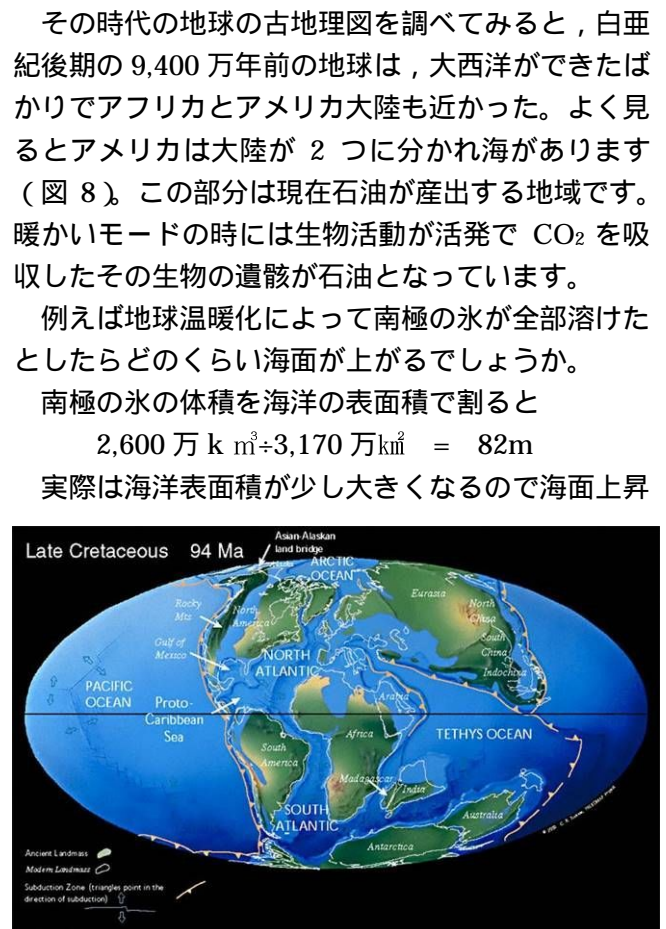 その時代の地球の古地理図を調べてみると，白亜
紀後期の 9,400 万年前の地球は，大西洋ができたば
かりでアフリカとアメリカ大陸も近かった。よく見
るとアメリカは大陸が 2 つに分かれ海があります
（図 8）。この部分は現在石油が産出する地域です。
暖かいモードの時には生物活動が活発で CO₂ を吸
収したその生物の遺骸が石油となっています。
例えば地球温暖化によって南極の氷が全部溶けた
としたらどのくらい海面が上がるでしょうか。
南極の氷の体積を海洋の表面積で割ると
2,600 万 k ㎥÷3,170 万㎢ = 82m
実際は海洋表面積が少し大きくなるので海面上昇
Late Cretaceous 94 Ma
Asian-Alaskan
land bridge
ARCTIC
OCEAN
Rocky
Mts
North
America
Eurasia
North
China
South
China
Indochina
Gulf of
Mexico
NORTH
ATLANTIC
PACIFIC
OCEAN
Proto-
Caribbean
Sea
Arabia
Africa
TETHYS OCEAN
South
America
Madagascar
India
SOUTH
ATLANTIC
Australia
Antarctica
Ancient Landmass
Modern Landmass
Subduction Zone (triangles point in the
direction of subduction)